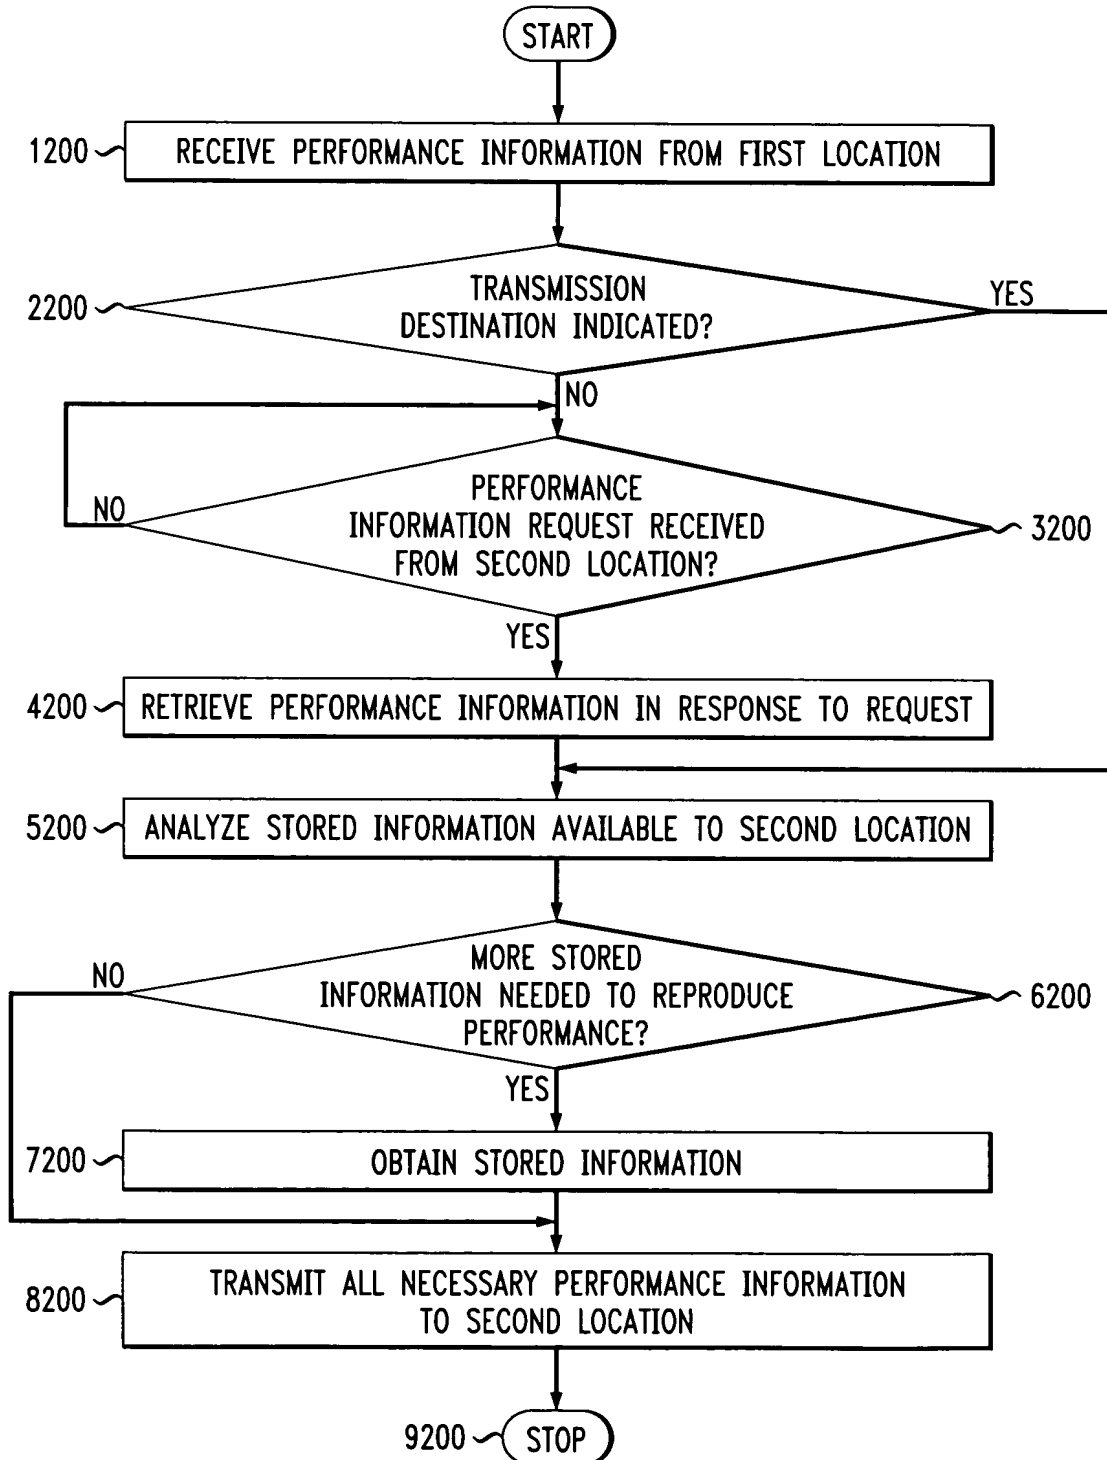 START
1200
RECEIVE PERFORMANCE INFORMATION FROM FIRST LOCATION
2200
TRANSMISSION
DESTINATION INDICATED?
YES
NO
NO
PERFORMANCE
INFORMATION REQUEST RECEIVED
FROM SECOND LOCATION?
3200
YES
4200
RETRIEVE PERFORMANCE INFORMATION IN RESPONSE TO REQUEST
5200
ANALYZE STORED INFORMATION AVAILABLE TO SECOND LOCATION
NO
MORE STORED
INFORMATION NEEDED TO REPRODUCE
PERFORMANCE?
6200
YES
7200
OBTAIN STORED INFORMATION
8200
TRANSMIT ALL NECESSARY PERFORMANCE INFORMATION
TO SECOND LOCATION
9200
STOP